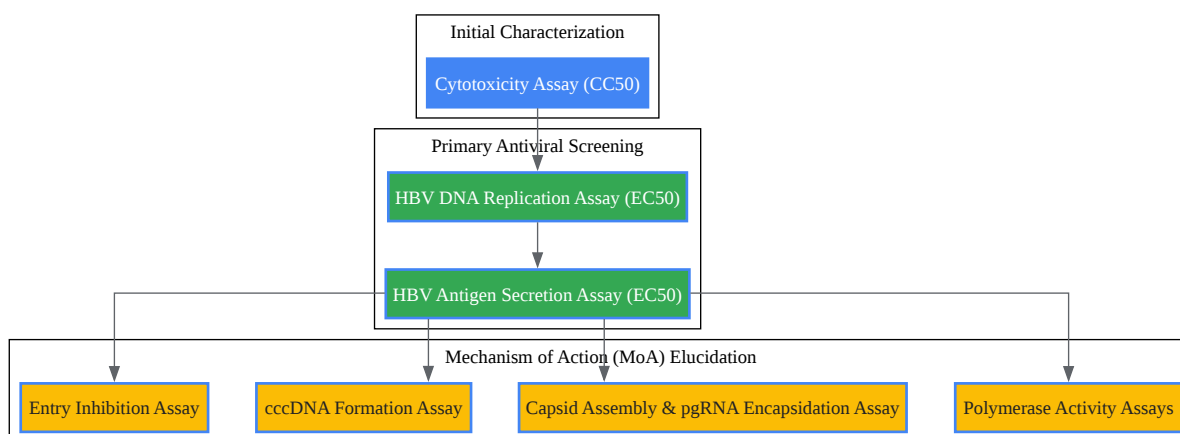 Initial Characterization
Cytotoxicity Assay (CC50)
Primary Antiviral Screening
HBV DNA Replication Assay (EC50)
HBV Antigen Secretion Assay (EC50)
Mechanism of Action (MoA) Elucidation
Entry Inhibition Assay
cccDNA Formation Assay
Capsid Assembly & pgRNA Encapsidation Assay
Polymerase Activity Assays